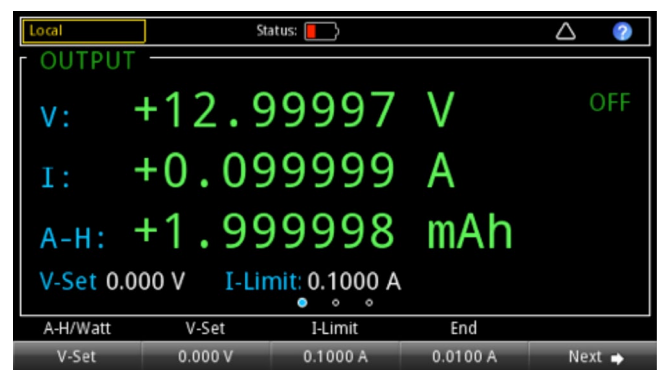 Local Status: ?
OUTPUT
V: +12.99997 V OFF
I: +0.099999 A
A-H: +1.999998 mAh
V-Set 0.000 V I-Limit: 0.1000 A
A-H/Watt V-Set I-Limit End
V-Set 0.000 V 0.1000 A 0.0100 A Next